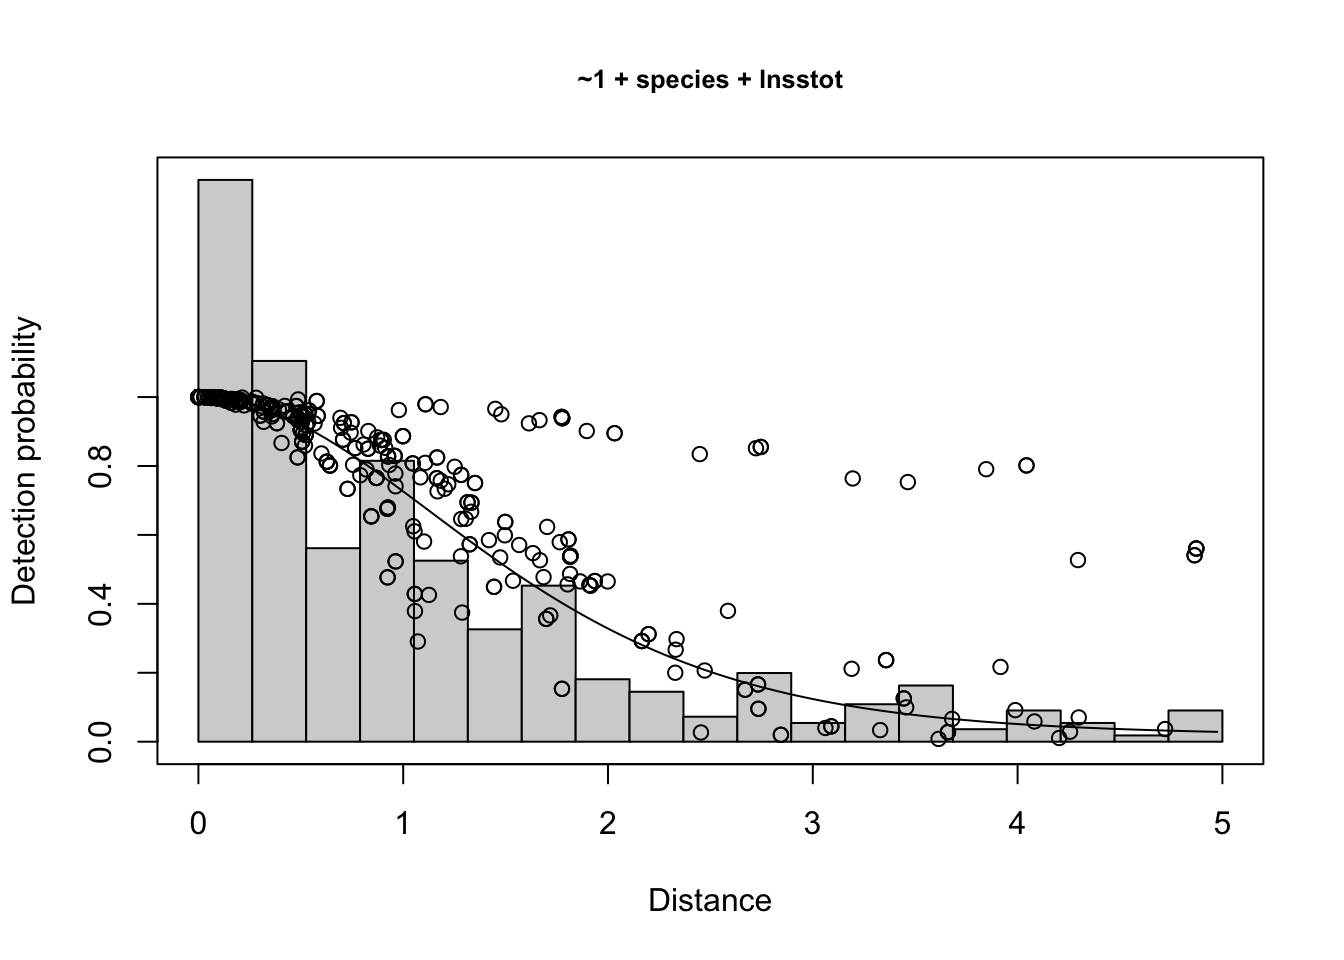 ~1 + species + lnsstot
Detection probability
0.8
0.4
0.0
0 1 2 3 4 5
Distance